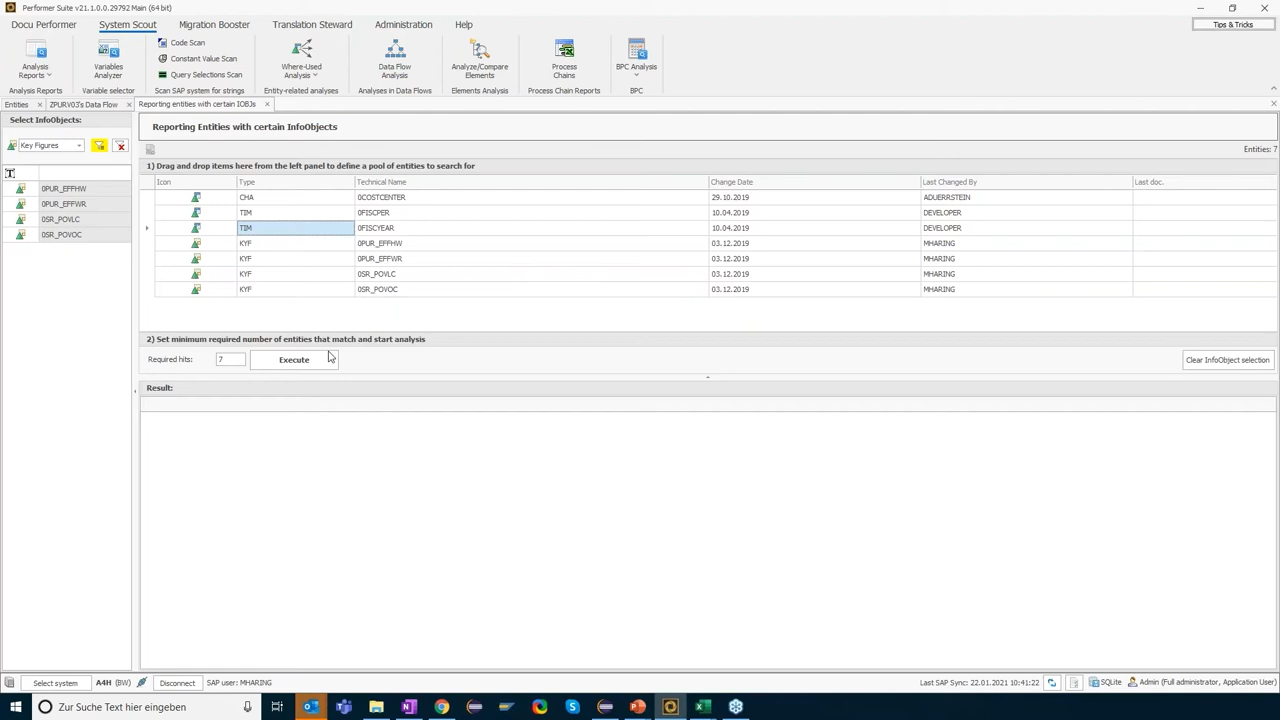 Performer Suite v21.1.0.0.29792 Main (64 bit)
Docu Performer System Scout Migration Booster Translation Steward Administration Help Tips & Tricks
Analysis Reports Variables Analyzer Code Scan Constant Value Scan Query Selections Scan Where-Used Analysis Data Flow Analysis Analyze/Compare Elements Process Chains BPC Analysis
Analysis Reports Variable selector Scan SAP system for strings Entity-related analyses Analyses in Data Flows Elements Analysis Process Chain Reports BPC
Entities ZPURV03's Data Flow Reporting entities with certain IOBJs
Select InfoObjects: Reporting Entities with certain InfoObjects
Key Figures Entities: 7
1) Drag and drop items here from the left panel to define a pool of entities to search for
Icon Type Technical Name Change Date Last Changed By Last doc.
0PUR_EFFHW
0PUR_EFFWR
0SR_POVLC
0SR_POVOC
CHA 0COSTCENTER 29.10.2019 ADUERRSTEIN
TIM 0FISCPER 10.04.2019 DEVELOPER
TIM 0FISCYEAR 10.04.2019 DEVELOPER
KYF 0PUR_EFFHW 03.12.2019 MHARING
KYF 0PUR_EFFWR 03.12.2019 MHARING
KYF 0SR_POVLC 03.12.2019 MHARING
KYF 0SR_POVOC 03.12.2019 MHARING
2) Set minimum required number of entities that match and start analysis
Required hits: 7 Execute Clear InfoObject selection
Result:
Select system A4H (BW) Disconnect SAP user: MHARING Last SAP Sync: 22.01.2021 10:41:22 SQLite Admin (Full administrator, Application User)
Zur Suche Text hier eingeben